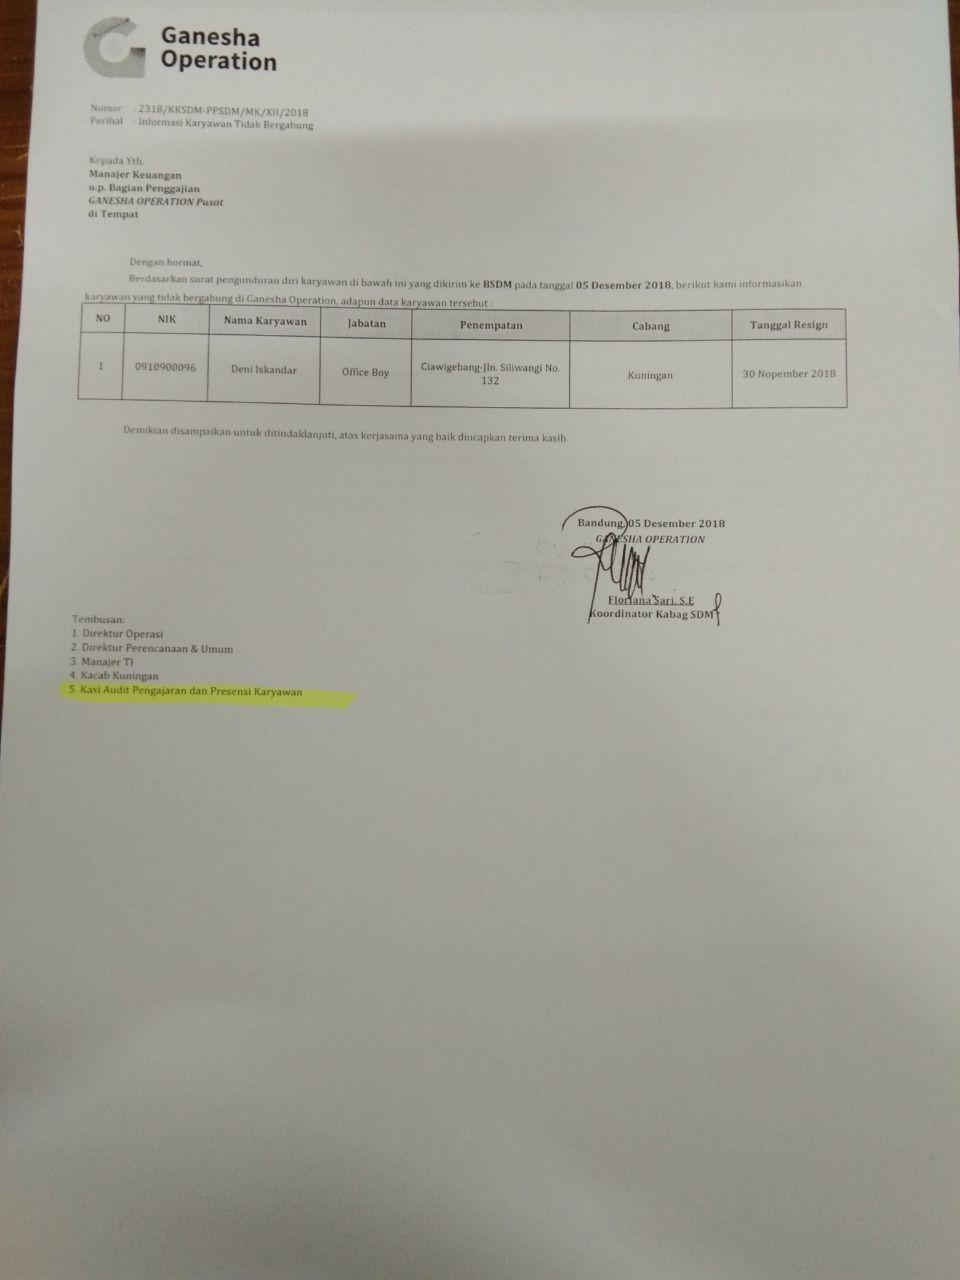 Ganesha
Operation
Nomor : 2318/KKSDM-PPSDM/MK/XII/2018
Perihal : Informasi Karyawan Tidak Bergabung
Kepada Yth.
Manajer Keuangan
u.p. Bagian Penggajian
GANESHA OPERATION Pusat
di Tempat
Dengan hormat,
Berdasarkan surat pengunduran diri karyawan di bawah ini yang dikirim ke BSDM pada tanggal 05 Desember 2018, berikut kami informasikan
karyawan yang tidak bergabung di Ganesha Operation, adapun data karyawan tersebut :
NO NIK Nama Karyawan Jabatan Penempatan Cabang Tanggal Resign
1 0910900096 Deni Iskandar Office Boy Ciawigebang-Jln. Siliwangi No. 132 Kuningan 30 Nopember 2018
Demikian disampaikan untuk ditindaklanjuti, atas kerjasama yang baik diucapkan terima kasih.
Bandung, 05 Desember 2018
GANESHA OPERATION
Floriana Sari, S.E
Koordinator Kabag SDM
Tembusan:
1. Direktur Operasi
2. Direktur Perencanaan & Umum
3. Manajer TI
4. Kacab Kuningan
5. Kasi Audit Pengajaran dan Presensi Karyawan